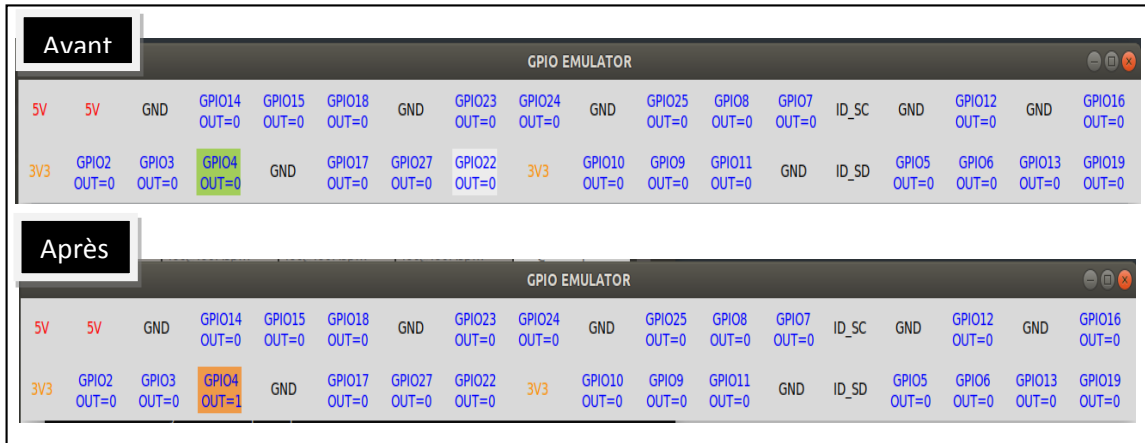 Avant
GPIO EMULATOR
5V 5V GND GPIO14 GPIO15 GPIO18 GND GPIO23 GPIO24 GND GPIO25 GPIO8 GPIO7 ID_SC GND GPIO12 GND GPIO16
OUT=0 OUT=0 OUT=0 OUT=0 OUT=0 OUT=0 OUT=0 OUT=0 OUT=0 OUT=0
3V3 GPIO2 GPIO3 GPIO4 GND GPIO17 GPIO27 GPIO22 3V3 GPIO10 GPIO9 GPIO11 GND ID_SD GPIO5 GPIO6 GPIO13 GPIO19
OUT=0 OUT=0 OUT=0 OUT=0 OUT=0 OUT=0 OUT=0 OUT=0 OUT=0 OUT=0 OUT=0 OUT=0 OUT=0
Après
GPIO EMULATOR
5V 5V GND GPIO14 GPIO15 GPIO18 GND GPIO23 GPIO24 GND GPIO25 GPIO8 GPIO7 ID_SC GND GPIO12 GND GPIO16
OUT=0 OUT=0 OUT=0 OUT=0 OUT=0 OUT=0 OUT=0 OUT=0 OUT=0 OUT=0
3V3 GPIO2 GPIO3 GPIO4 GND GPIO17 GPIO27 GPIO22 3V3 GPIO10 GPIO9 GPIO11 GND ID_SD GPIO5 GPIO6 GPIO13 GPIO19
OUT=0 OUT=0 OUT=1 OUT=0 OUT=0 OUT=0 OUT=0 OUT=0 OUT=0 OUT=0 OUT=0 OUT=0 OUT=0